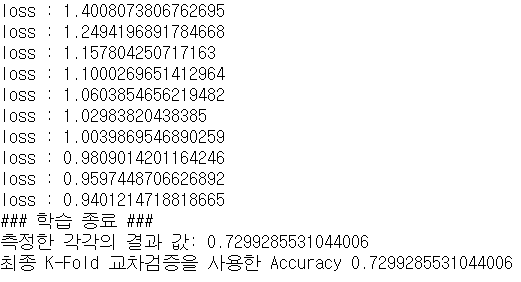 loss : 1.4008073806762695
loss : 1.2494196891784668
loss : 1.157804250717163
loss : 1.1000269651412964
loss : 1.0603854656219482
loss : 1.02983820438385
loss : 1.0039869546890259
loss : 0.9809014201164246
loss : 0.9597448706626892
loss : 0.9401214718818665
### 학습 종료 ###
측정한 각각의 결과 값: 0.7299285531044006
최종 K-Fold 교차검증을 사용한 Accuracy 0.7299285531044006